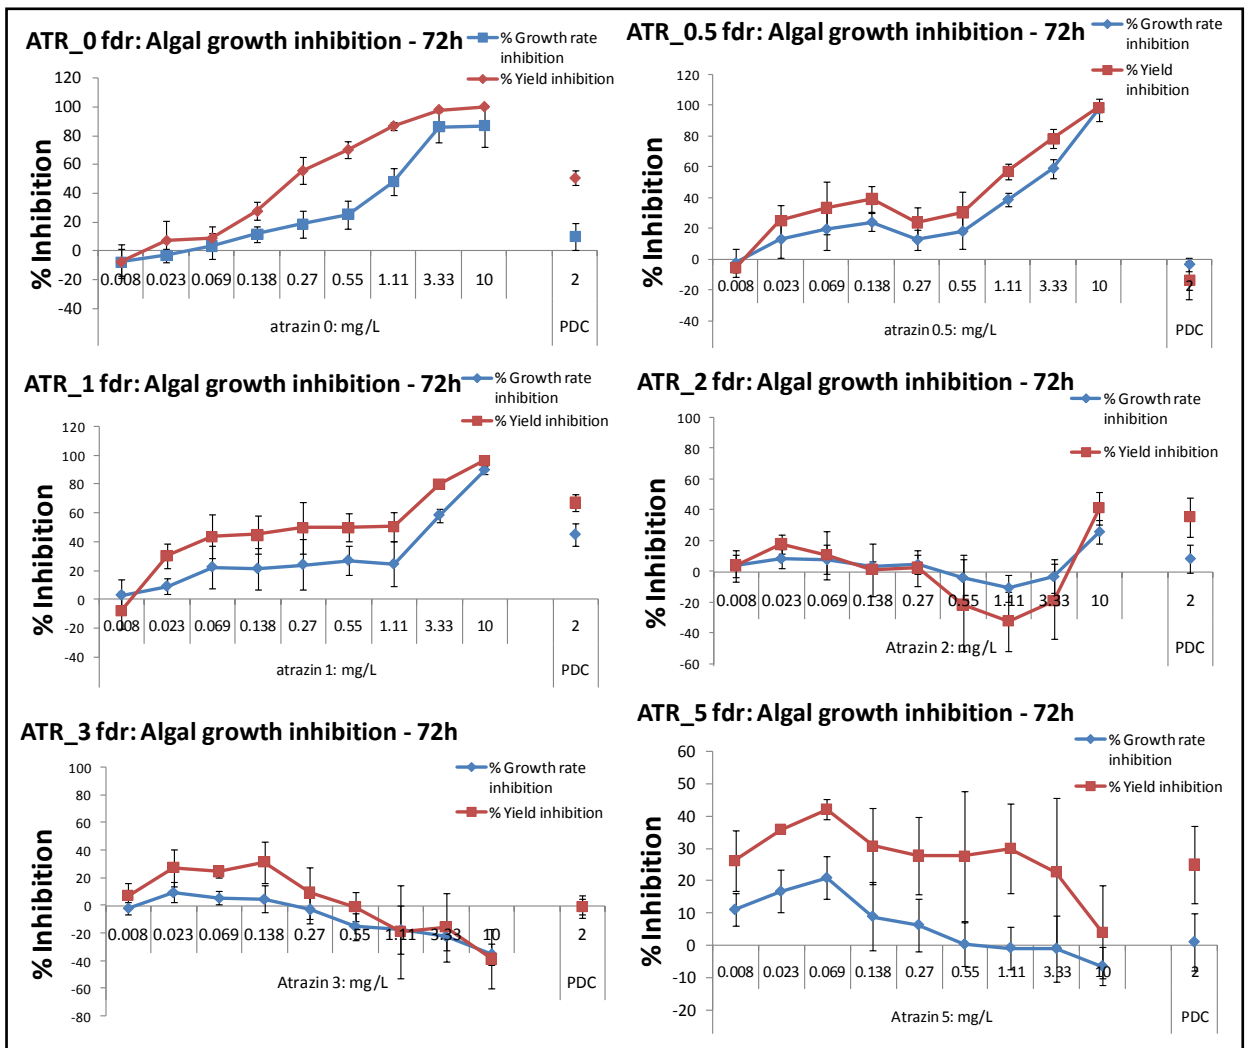 ATR_0 fdr: Algal growth inhibition - 72h
% Growth rate
inhibition
% Yield inhibition
120
100
80
60
40
20
0
-20
-40
% Inhibition
0.008 0.023 0.069 0.138 0.27 0.55 1.11 3.33 10 2
atrazin 0: mg/L PDC
ATR_0.5 fdr: Algal growth inhibition - 72h
% Growth rate
inhibition
% Yield
inhibition
120
100
80
60
40
20
0
-20
-40
% Inhibition
0.008 0.023 0.069 0.138 0.27 0.55 1.11 3.33 10 2
atrazin 0.5: mg/L PDC
ATR_1 fdr: Algal growth inhibition - 72h
% Growth rate
inhibition
% Yield inhibition
120
100
80
60
40
20
0
-20
-40
% Inhibition
0.008 0.023 0.069 0.138 0.27 0.55 1.11 3.33 10 2
atrazin 1: mg/L PDC
ATR_2 fdr: Algal growth inhibition - 72h
% Growth rate
inhibition
% Yield inhibition
100
80
60
40
20
0
-20
-40
-60
% Inhibition
0.008 0.023 0.069 0.138 0.27 0.55 1.11 3.33 10 2
Atrazin 2: mg/L PDC
ATR_3 fdr: Algal growth inhibition - 72h
% Growth rate
inhibition
% Yield inhibition
100
80
60
40
20
0
-20
-40
-60
-80
% Inhibition
0.008 0.023 0.069 0.138 0.27 0.55 1.11 3.33 10 2
Atrazin 3: mg/L PDC
ATR_5 fdr: Algal growth inhibition - 72h
% Growth rate
inhibition
% Yield inhibition
60
50
40
30
20
10
0
-10
-20
% Inhibition
0.008 0.023 0.069 0.138 0.27 0.55 1.11 3.33 10 2
Atrazin 5: mg/L PDC